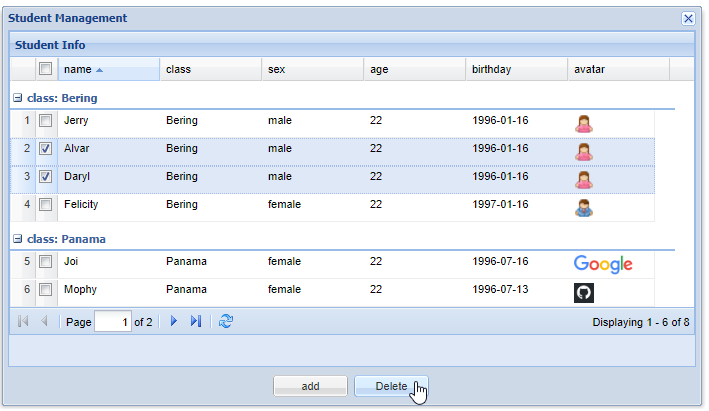 Student Management
Student Info
name class sex age birthday avatar
class: Bering
1 Jerry Bering male 22 1996-01-16
2 Alvar Bering male 22 1996-01-16
3 Daryl Bering male 22 1996-01-16
4 Felicity Bering female 22 1997-01-16
class: Panama
5 Joi Panama female 22 1996-07-16 Google
6 Mophy Panama female 22 1996-07-13
Page 1 of 2 Displaying 1 - 6 of 8
add Delete